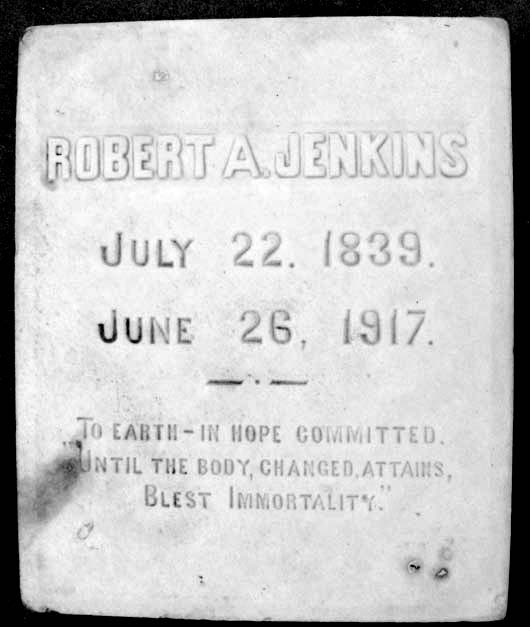 ROBERT A. JENKINS
JULY 22. 1839.
JUNE 26, 1917.
"TO EARTH-IN HOPE COMMITTED.
UNTIL THE BODY, CHANGED, ATTAINS,
BLEST IMMORTALITY."